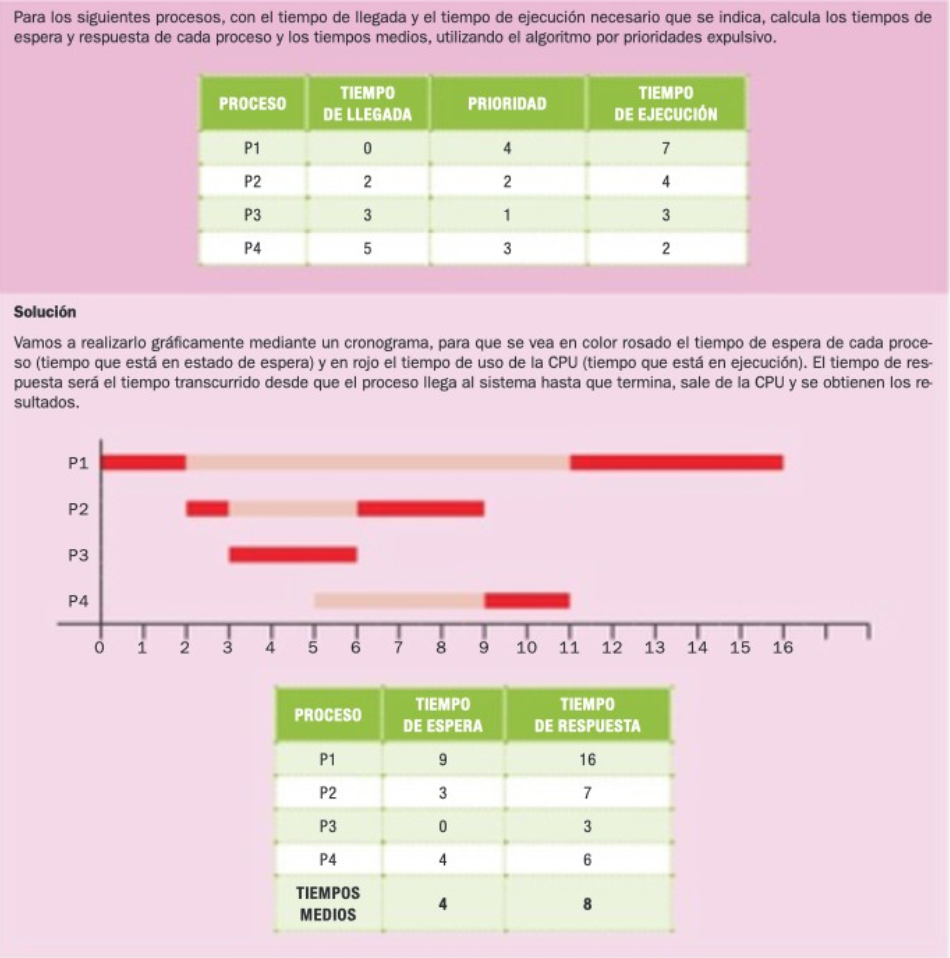 Para los siguientes procesos, con el tiempo de llegada y el tiempo de ejecución necesario que se indica, calcula los tiempos de
espera y respuesta de cada proceso y los tiempos medios, utilizando el algoritmo por prioridades expulsivo.
PROCESO TIEMPO DE LLEGADA PRIORIDAD TIEMPO DE EJECUCIÓN
P1 0 4 7
P2 2 2 4
P3 3 1 3
P4 5 3 2
Solución
Vamos a realizarlo gráficamente mediante un cronograma, para que se vea en color rosado el tiempo de espera de cada proce-
so (tiempo que está en estado de espera) y en rojo el tiempo de uso de la CPU (tiempo que está en ejecución). El tiempo de res-
puesta será el tiempo transcurrido desde que el proceso llega al sistema hasta que termina, sale de la CPU y se obtienen los re-
sultados.
P1
P2
P3
P4
0 1 2 3 4 5 6 7 8 9 10 11 12 13 14 15 16
PROCESO TIEMPO DE ESPERA TIEMPO DE RESPUESTA
P1 9 16
P2 3 7
P3 0 3
P4 4 6
TIEMPOS MEDIOS 4 8